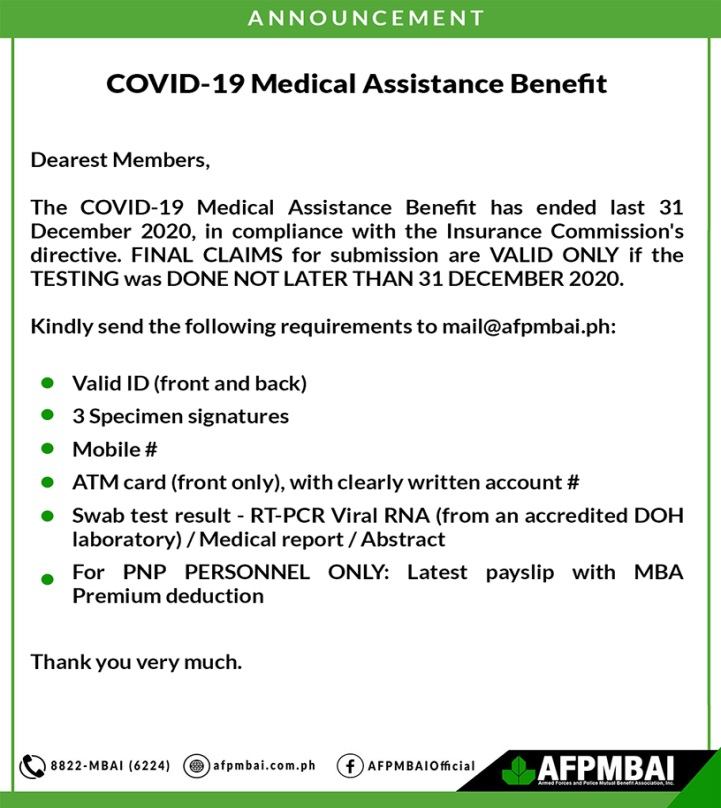 ANNOUNCEMENT
COVID-19 Medical Assistance Benefit
Dearest Members,
The COVID-19 Medical Assistance Benefit has ended last 31
December 2020, in compliance with the Insurance Commission's
directive. FINAL CLAIMS for submission are VALID ONLY if the
TESTING was DONE NOT LATER THAN 31 DECEMBER 2020.
Kindly send the following requirements to mail@afpmbai.ph:
Valid ID (front and back)
3 Specimen signatures
Mobile #
ATM card (front only), with clearly written account #
Swab test result - RT-PCR Viral RNA (from an accredited DOH
laboratory) / Medical report / Abstract
For PNP PERSONNEL ONLY: Latest payslip with MBA
Premium deduction
Thank you very much.
8822-MBAI (6224) afpmbai.com.ph AFPMBAIOfficial AFPMBAI
Armed Forces and Police Mutual Benefit Association, Inc.